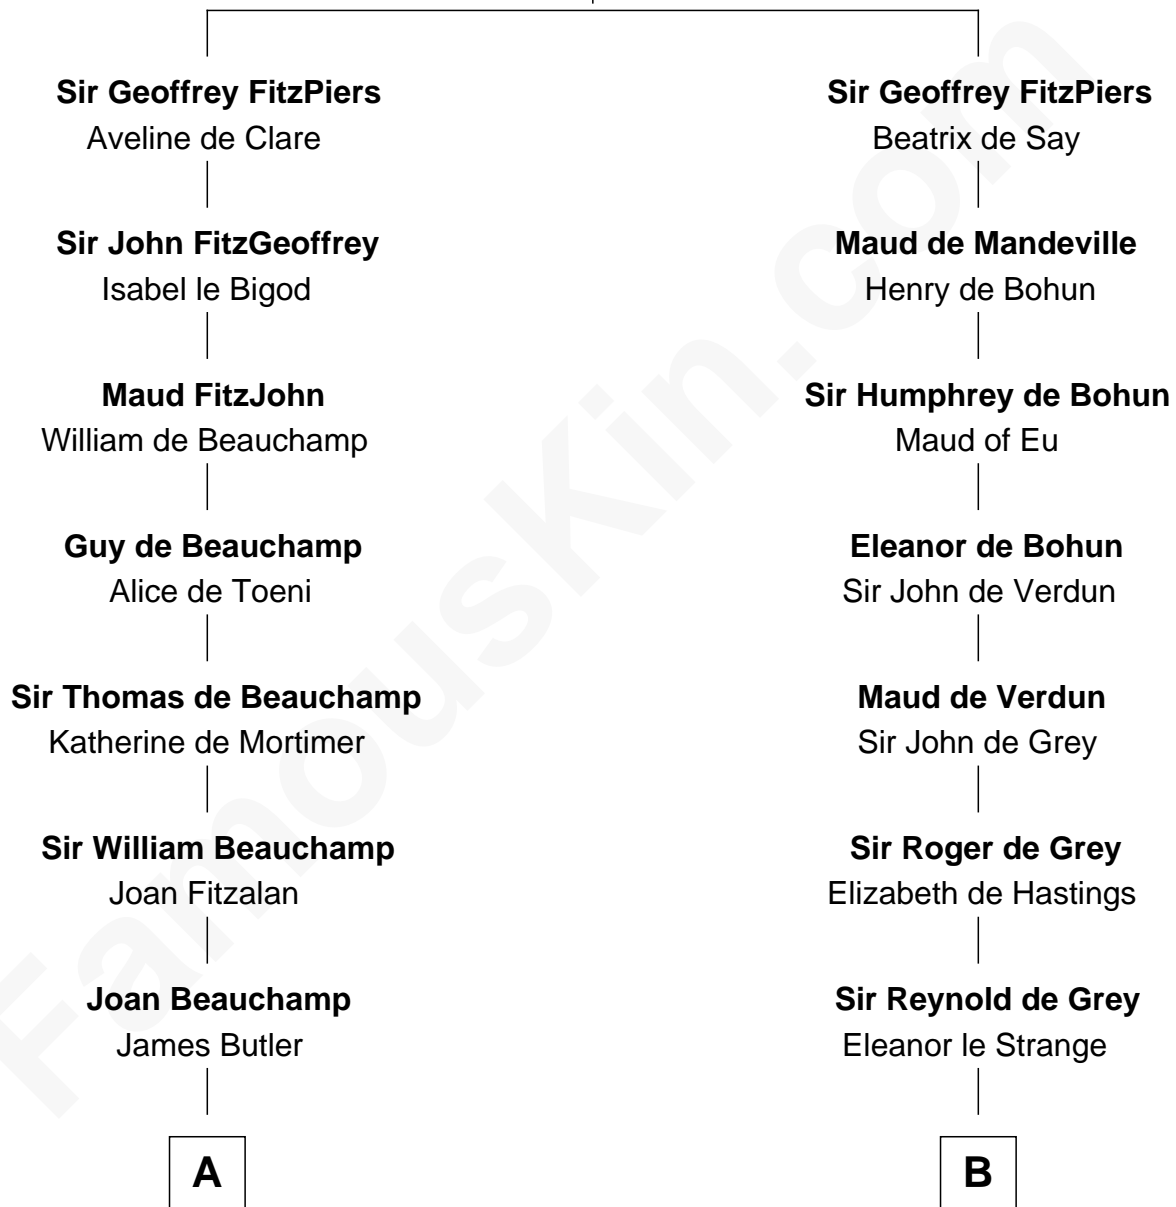 Sir Geoffrey FitzPiers
Aveline de Clare
Sir John FitzGeoffrey
Isabel le Bigod
Maud FitzJohn
William de Beauchamp
Guy de Beauchamp
Alice de Toeni
Sir Thomas de Beauchamp
Katherine de Mortimer
Sir William Beauchamp
Joan Fitzalan
Joan Beauchamp
James Butler
A
Sir Geoffrey FitzPiers
Beatrix de Say
Maud de Mandeville
Henry de Bohun
Sir Humphrey de Bohun
Maud of Eu
Eleanor de Bohun
Sir John de Verdun
Maud de Verdun
Sir John de Grey
Sir Roger de Grey
Elizabeth de Hastings
Sir Reynold de Grey
Eleanor le Strange
B
FamousKin.com